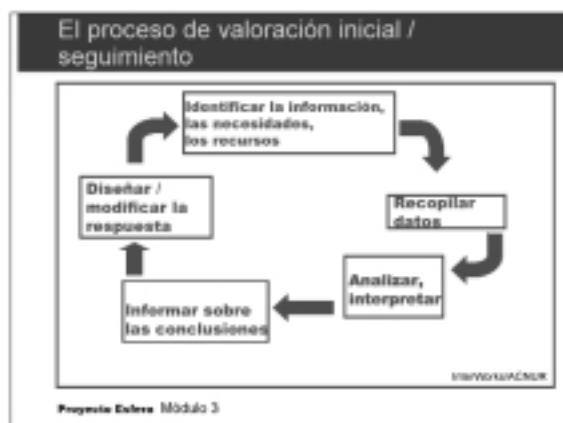 El proceso de valoración inicial /
seguimiento
Identificar la información,
las necesidades,
los recursos
Recopilar
datos
Analizar,
interpretar
Informar sobre
las conclusiones
Diseñar /
modificar la
respuesta
InterWorks/ACNUR
Proyecto Esfera Módulo 3